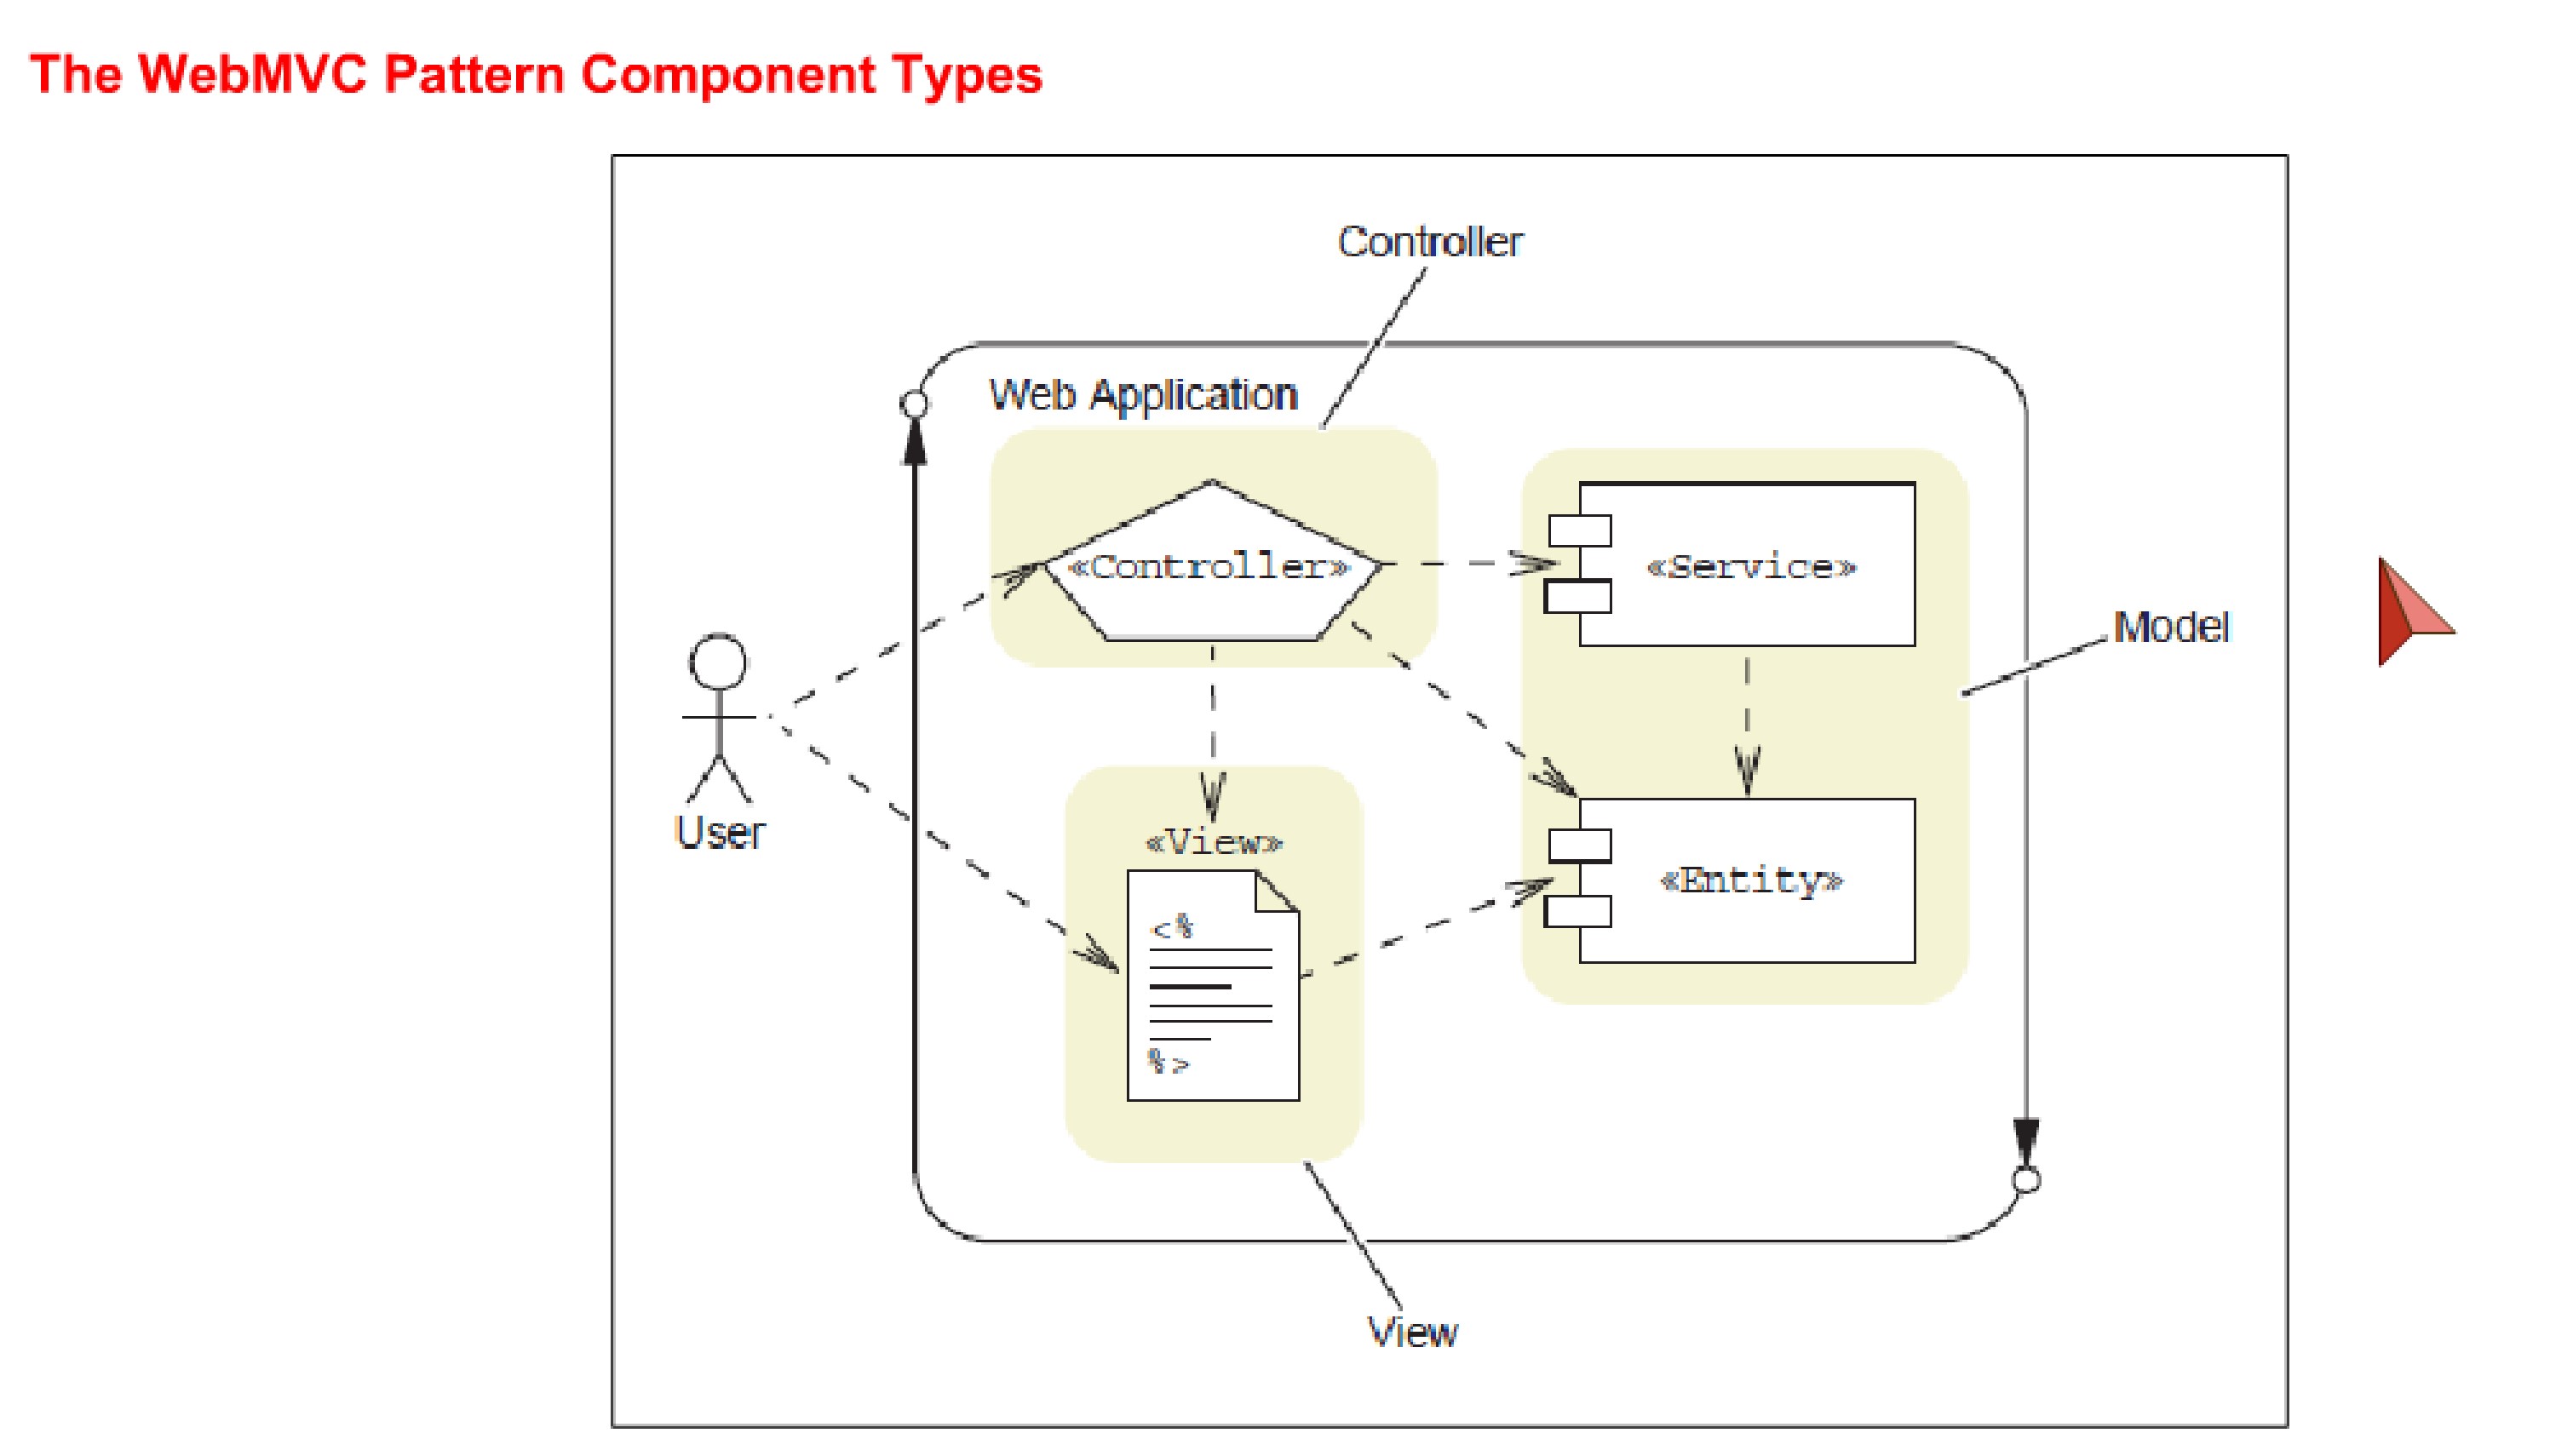 The WebMVC Pattern Component Types
Controller
Web Application
«Controller»
«Service»
Model
User
«View»
<%
%>
«Entity»
View